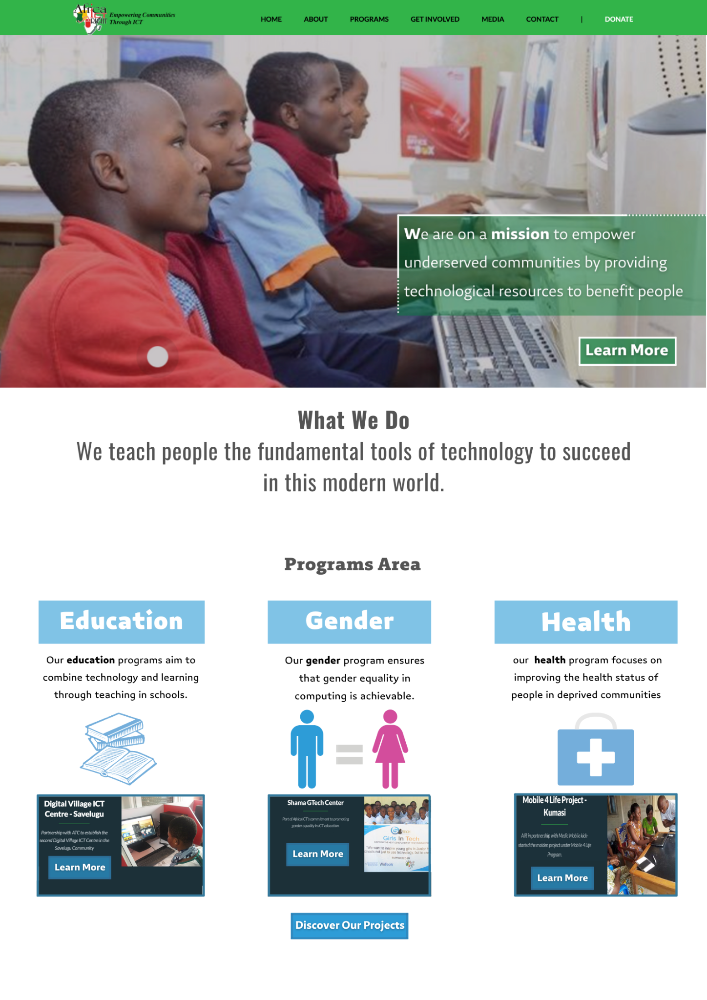 Africa
ICT
RIGHT
Empowering Communities
Through ICT
HOME ABOUT PROGRAMS GET INVOLVED MEDIA CONTACT | DONATE
We are on a mission to empower
underserved communities by providing
technological resources to benefit people
Learn More
What We Do
We teach people the fundamental tools of technology to succeed
in this modern world.
Programs Area
Education
Our education programs aim to
combine technology and learning
through teaching in schools.
Digital Village ICT
Centre - Savelugu
Partnership with ATC to establish the
second Digital Village ICT Centre in the
Savelugu Community
Learn More
Gender
Our gender program ensures
that gender equality in
computing is achievable.
Shama GTech Center
Part of Africa ICT's commitment to promoting
gender equality in ICT education.
Learn More
Girls In Tech
"We want to inspire young girls in Junior H
schools not just to use technology, but to cre
SUPPORTED BY
WiiTech
Health
our health program focuses on
improving the health status of
people in deprived communities
Mobile 4 Life Project -
Kumasi
AIR in partnership with Medic Mobile kick-
started the maiden project under Mobile 4 Life
Program.
Learn More
Discover Our Projects